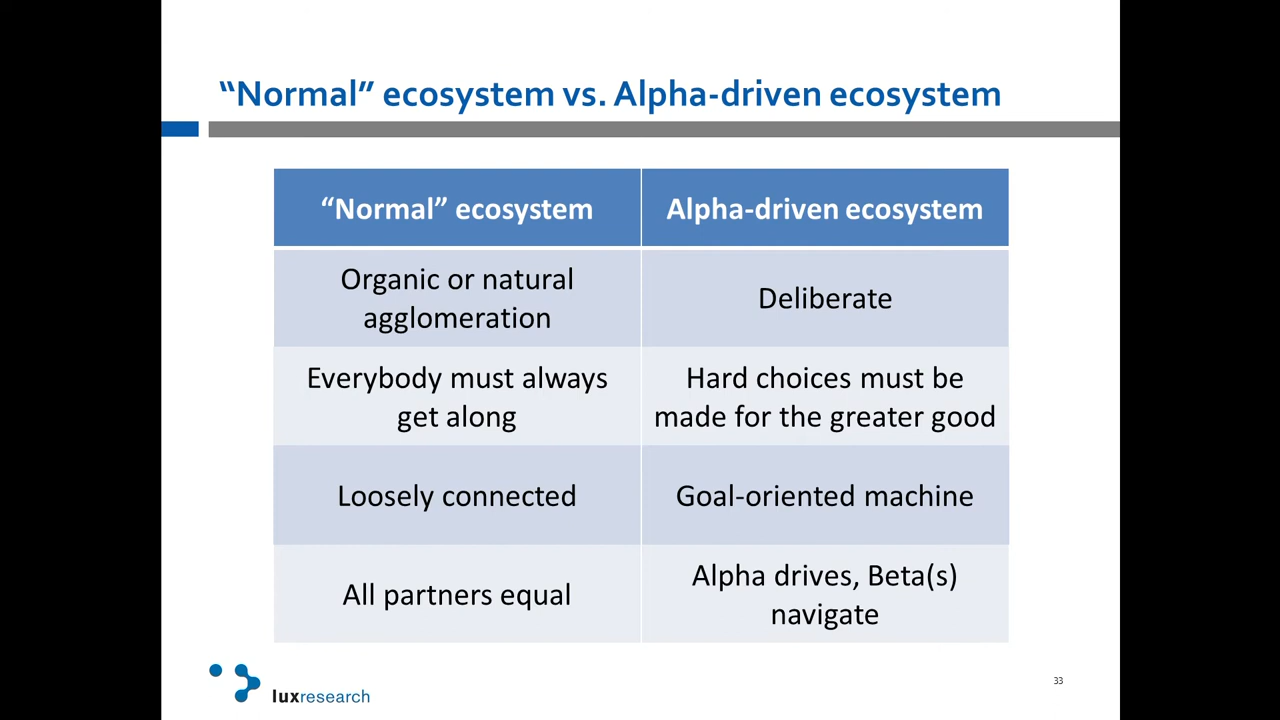 “Normal” ecosystem vs. Alpha-driven ecosystem
“Normal” ecosystem
Alpha-driven ecosystem
Organic or natural
agglomeration
Deliberate
Everybody must always
get along
Hard choices must be
made for the greater good
Loosely connected
Goal-oriented machine
All partners equal
Alpha drives, Beta(s)
navigate
luxresearch
33